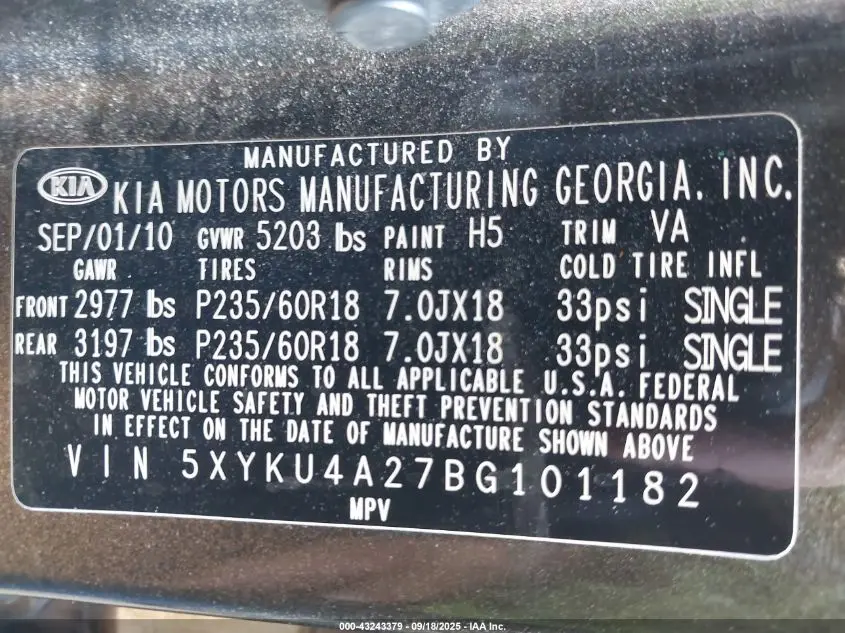 MANUFACTURED BY
KIA KIA MOTORS MANUFACTURING GEORGIA. INC.
SEP/01/10 GVWR 5203 lbs PAINT H5 TRIM VA
GAWR TIRES RIMS COLD TIRE INFL
FRONT 2977 lbs P235/60R18 7.0JX18 33psi SINGLE
REAR 3197 lbs P235/60R18 7.0JX18 33psi SINGLE
THIS VEHICLE CONFORMS TO ALL APPLICABLE U.S.A. FEDERAL
MOTOR VEHICLE SAFETY AND THEFT PREVENTION STANDARDS
IN EFFECT ON THE DATE OF MANUFACTURE SHOWN ABOVE
VIN 5XYKU4A27BG101182
MPV
000-43243379 - 09/18/2025 - IAA Inc.